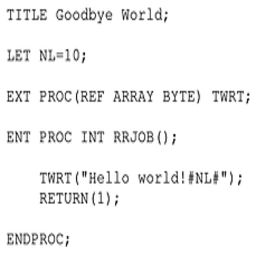 TITLE Goodbye World;
LET NL=10;
EXT PROC(REF ARRAY BYTE) TWRT;
ENT PROC INT RRJOB();
TWRT("Hello world!#NL#");
RETURN(1);
ENDPROC;